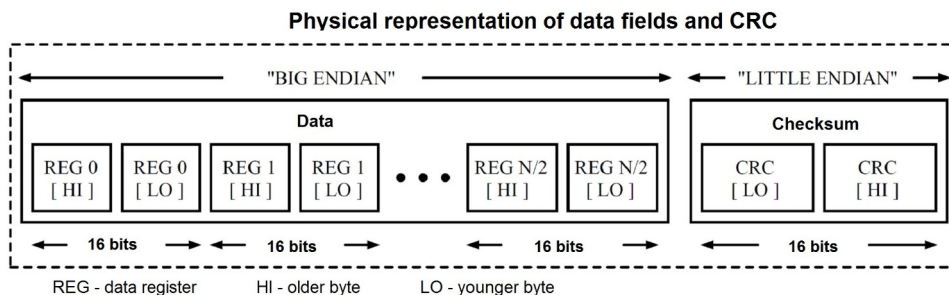 Physical representation of data fields and CRC
"BIG ENDIAN" "LITTLE ENDIAN"
Data Checksum
REG 0 REG 0 REG 1 REG 1 REG N/2 REG N/2 CRC CRC
[ HI ] [ LO ] [ HI ] [ LO ] • • • [ HI ] [ LO ] [ LO ] [ HI ]
16 bits 16 bits 16 bits 16 bits
REG - data register HI - older byte LO - younger byte